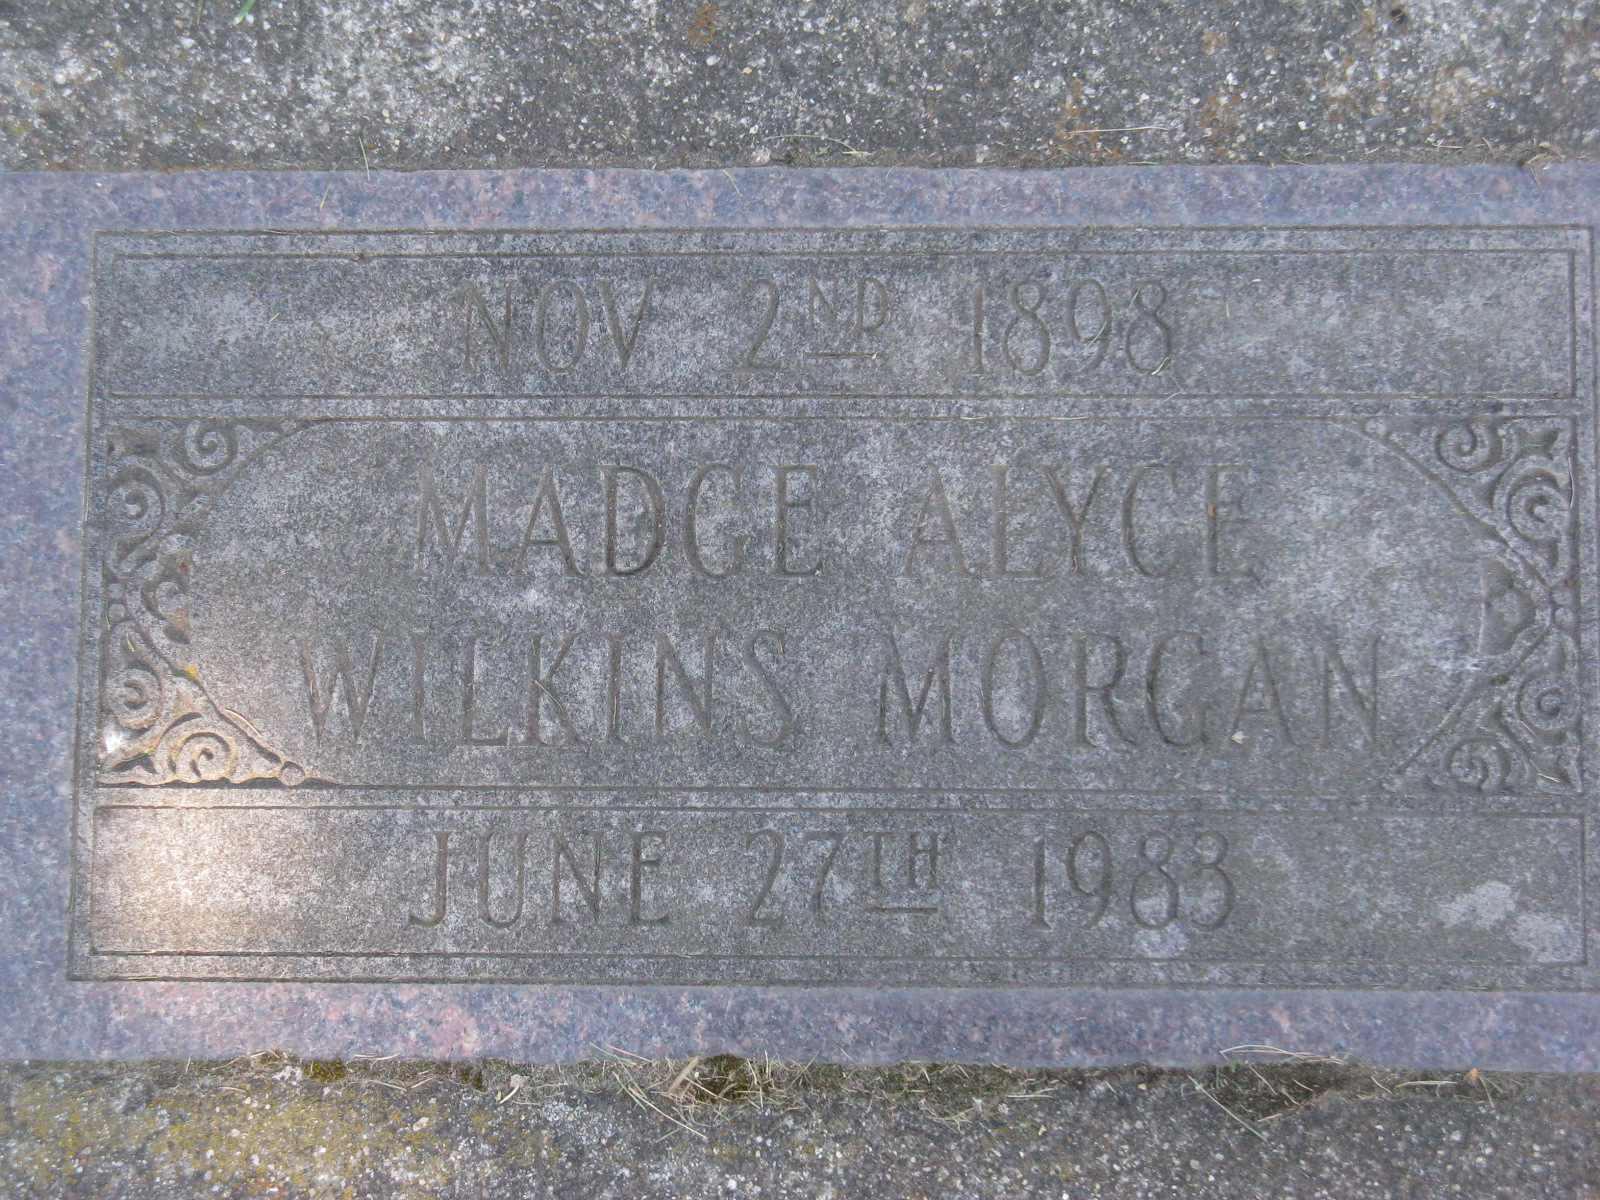 NOV 2ND 1898
MADGE ALYCE
WILKINS MORGAN
JUNE 27TH 1983